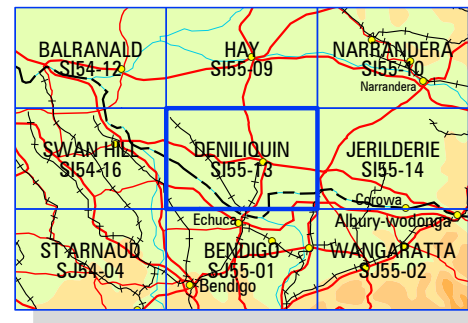 BALRANALD
SI54-12
HAY
SI55-09
NARRANDERA
SI55-10
Narrandera
SWAN HILL
SI54-16
DENILIQUIN
SI55-13
JERILDERIE
SI55-14
Corowa
Echuca
Albury-wodonga
ST ARNAUD
SJ54-04
BENDIGO
SJ55-01
Bendigo
WANGARATTA
SJ55-02